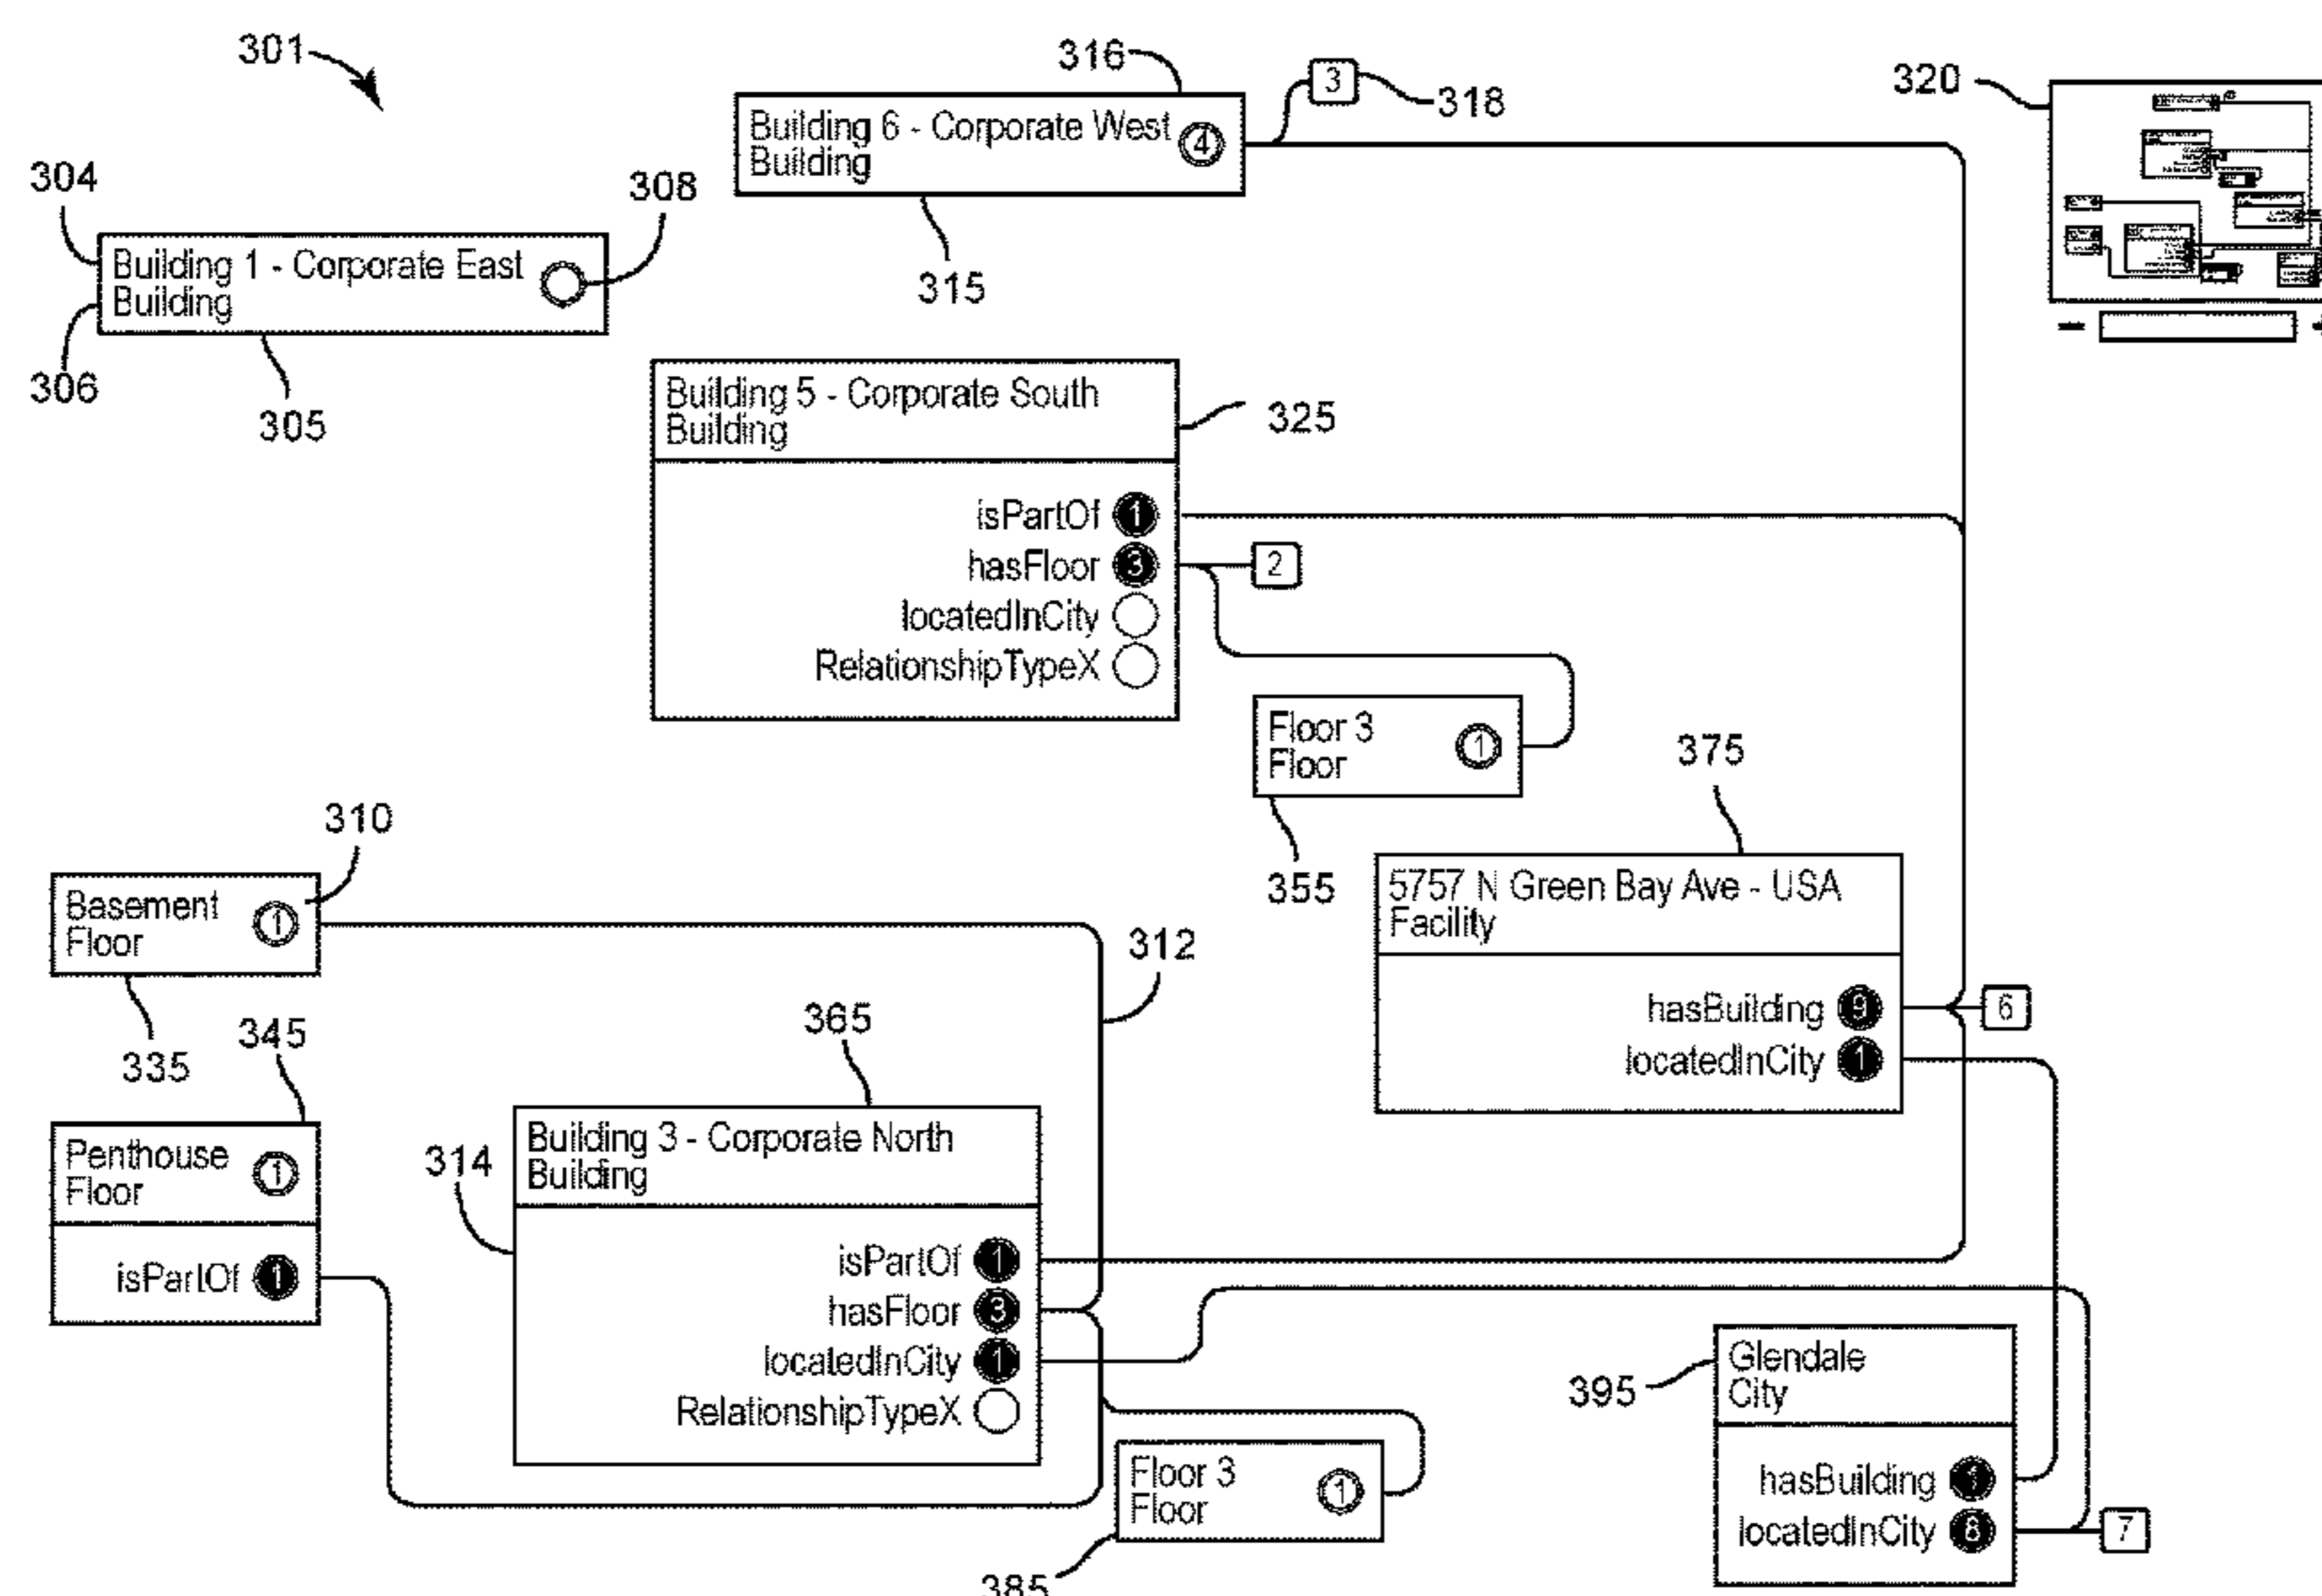 301
316
3
318
320
Building 6 - Corporate West
Building
4
304
308
Building 1 - Corporate East
Building
315
306
305
Building 5 - Corporate South
Building
325
isPartOf 1
hasFloor 3
2
locatedInCity
RelationshipTypeX
Floor 3
Floor
1
375
310
355
Basement
Floor
1
5757 N Green Bay Ave - USA
Facility
312
335
345
365
hasBuilding 9
6
locatedInCity 1
Penthouse
Floor
1
314
Building 3 - Corporate North
Building
isPartOf 1
isPartOf 1
hasFloor 3
locatedInCity 1
RelationshipTypeX
395
Glendale
City
Floor 3
Floor
1
hasBuilding 1
locatedInCity 8
7
385